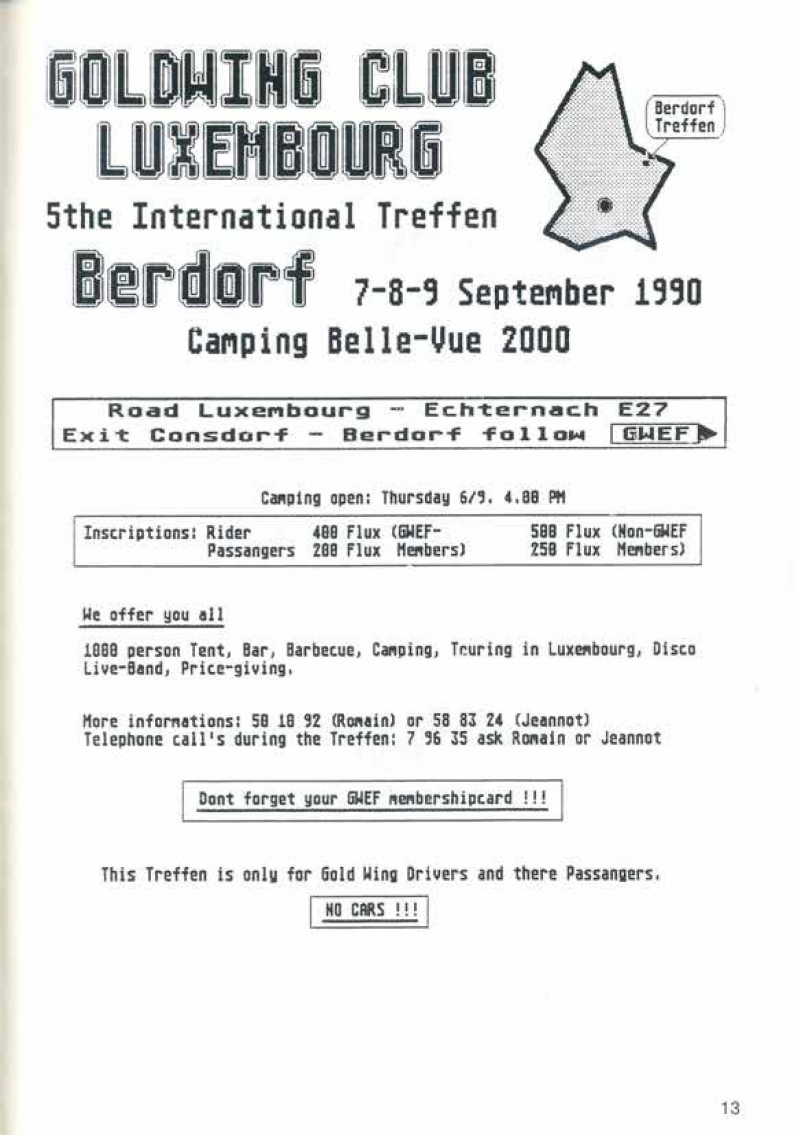 GOLDWING CLUB
LUXEMBOURG
Berdorf
Treffen
5the International Treffen
Berdorf 7-8-9 September 1990
Camping Belle-Vue 2000
Road Luxembourg - Echternach E27
Exit Consdorf - Berdorf follow GWEF
Camping open: Thursday 6/9. 4.00 PM
Inscriptions: Rider 400 Flux (GWEF- 500 Flux (Non-GWEF
Passangers 200 Flux Members) 250 Flux Members)
We offer you all
1000 person Tent, Bar, Barbecue, Camping, Touring in Luxembourg, Disco
Live-Band, Price-giving.
More informations: 50 10 92 (Romain) or 58 83 24 (Jeannot)
Telephone call's during the Treffen: 7 96 35 ask Romain or Jeannot
Dont forget your GWEF membershipcard !!!
This Treffen is only for Gold Wing Drivers and there Passangers.
NO CARS !!!
13